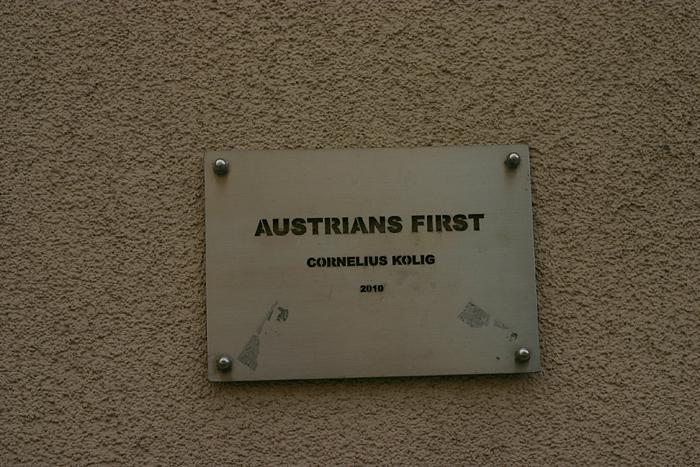 AUSTRIANS FIRST
CORNELIUS KOLIG
2010